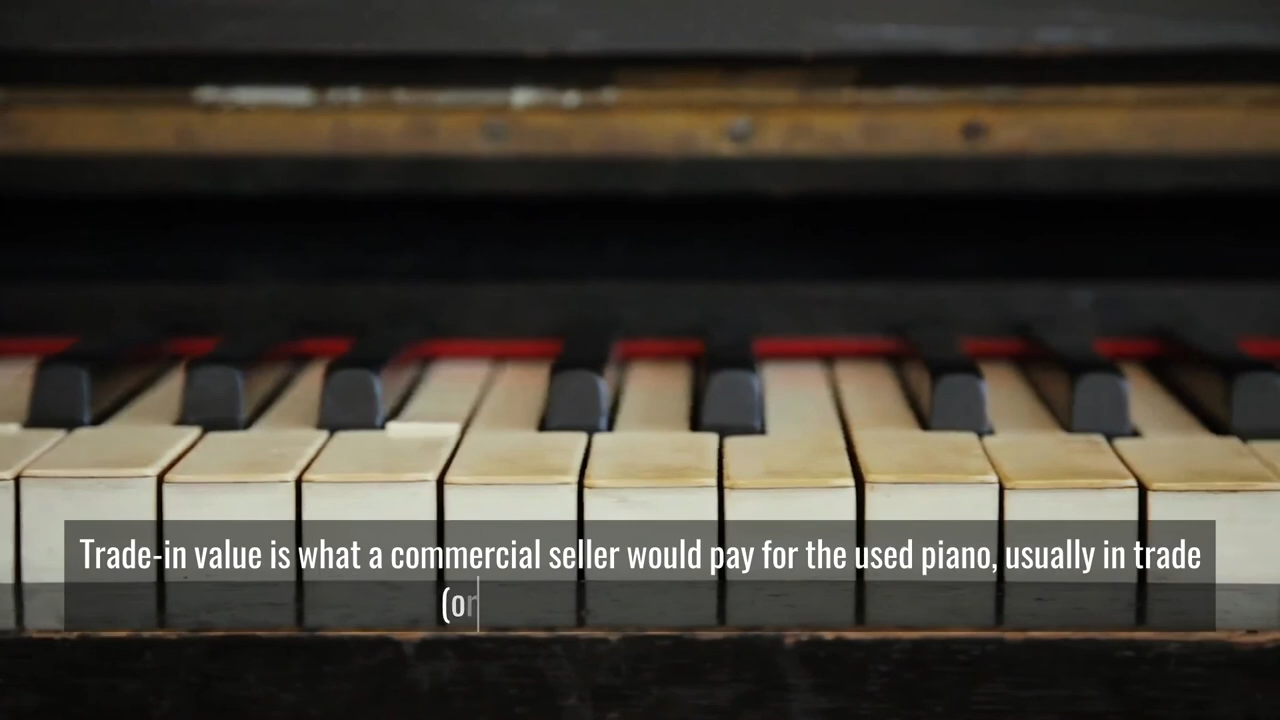 Trade-in value is what a commercial seller would pay for the used piano, usually in trade
(or